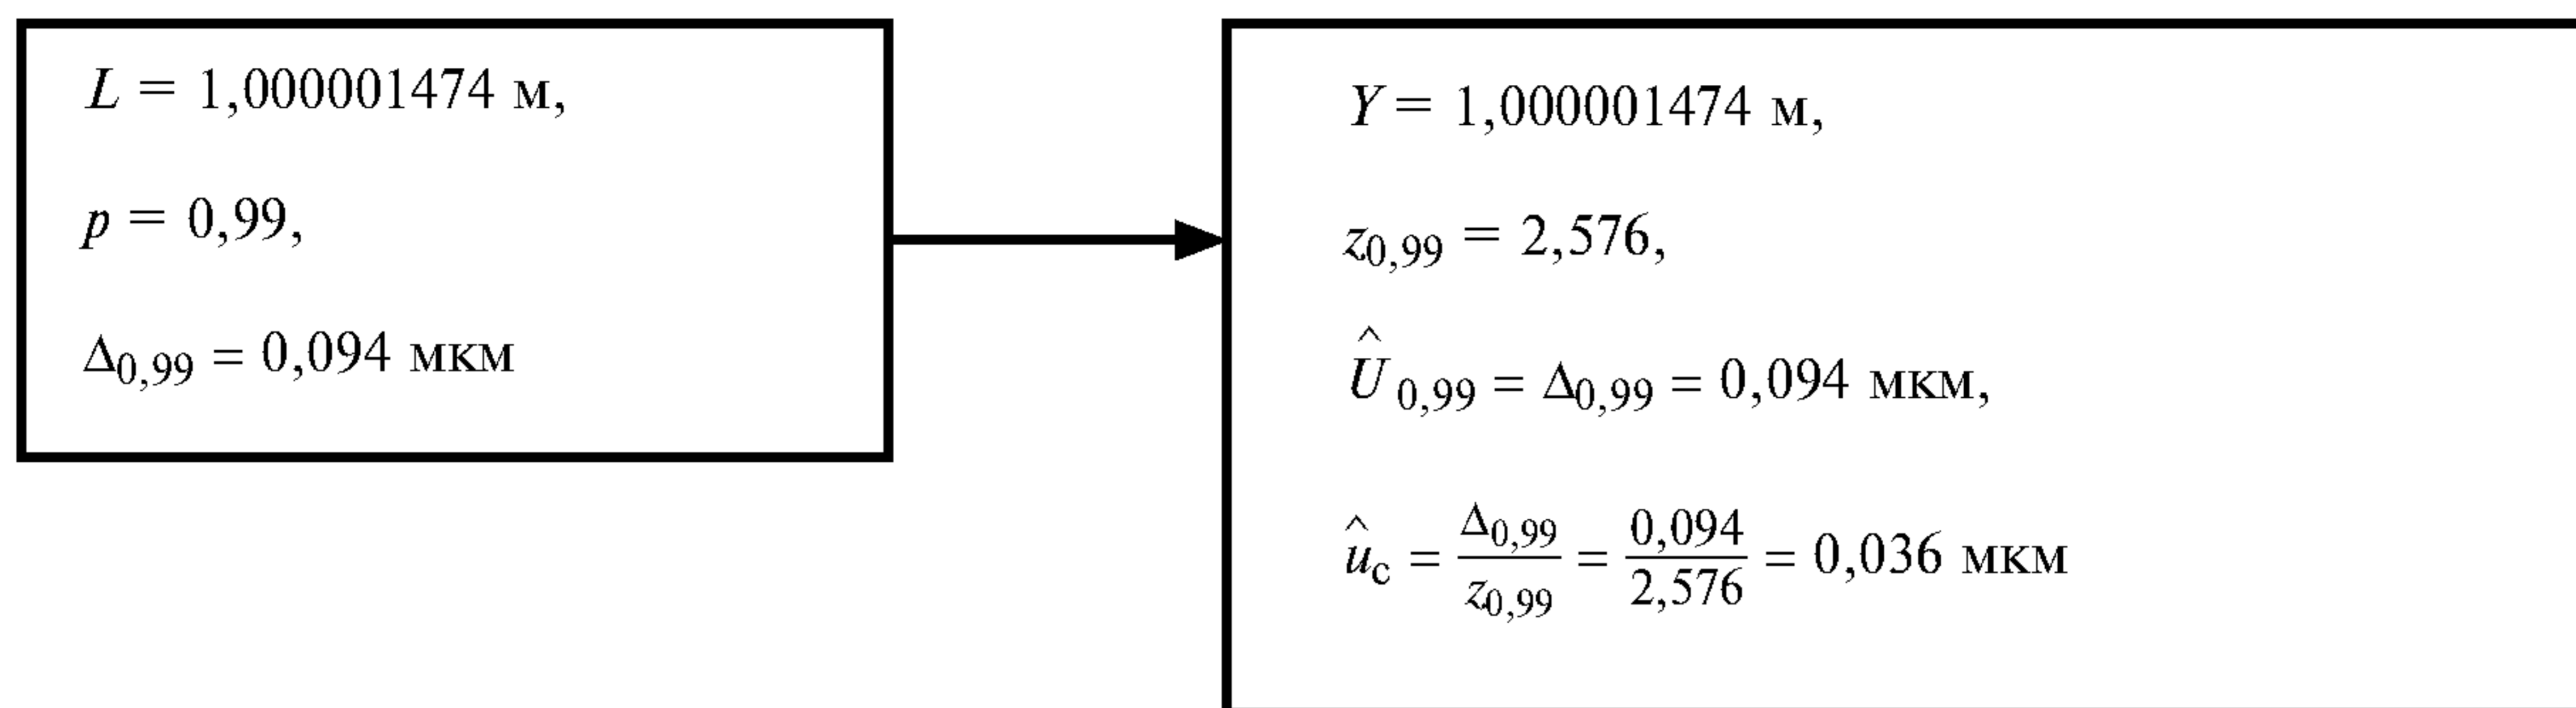 L = 1,000001474 м,
p = 0,99,
Δ0,99 = 0,094 мкм
Y = 1,000001474 м,
z0,99 = 2,576,
Û0,99 = Δ0,99 = 0,094 мкм,
ûc = Δ0,99 / z0,99 = 0,094 / 2,576 = 0,036 мкм